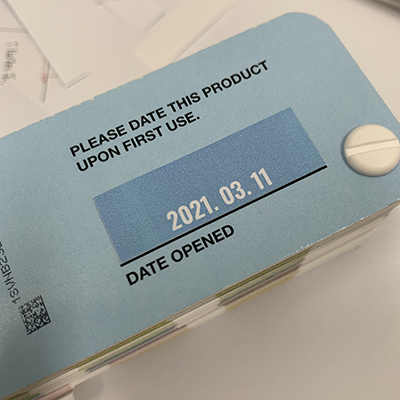 PLEASE DATE THIS PRODUCT
UPON FIRST USE.
2021. 03. 11
DATE OPENED